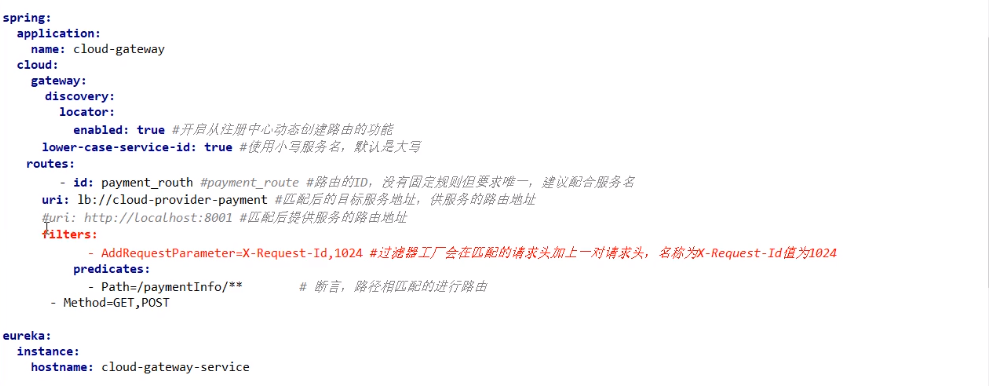 spring:
application:
name: cloud-gateway
cloud:
gateway:
discovery:
locator:
enabled: true #开启从注册中心动态创建路由的功能
lower-case-service-id: true #使用小写服务名，默认是大写
routes:
- id: payment_routh #payment_route #路由的ID，没有固定规则但要求唯一，建议配合服务名
uri: lb://cloud-provider-payment #匹配后的目标服务地址，供服务的路由地址
#uri: http://localhost:8001 #匹配后提供服务的路由地址
filters:
- AddRequestParameter=X-Request-Id,1024 #过滤器工厂会在匹配的请求头加上一对请求头，名称为X-Request-Id值为1024
predicates:
- Path=/paymentInfo/** # 断言，路径相匹配的进行路由
- Method=GET,POST
eureka:
instance:
hostname: cloud-gateway-service